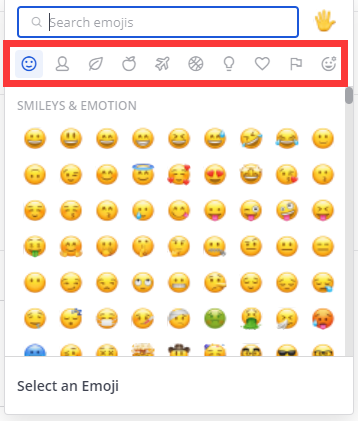 Search emojis
SMILEYS & EMOTION
Select an Emoji